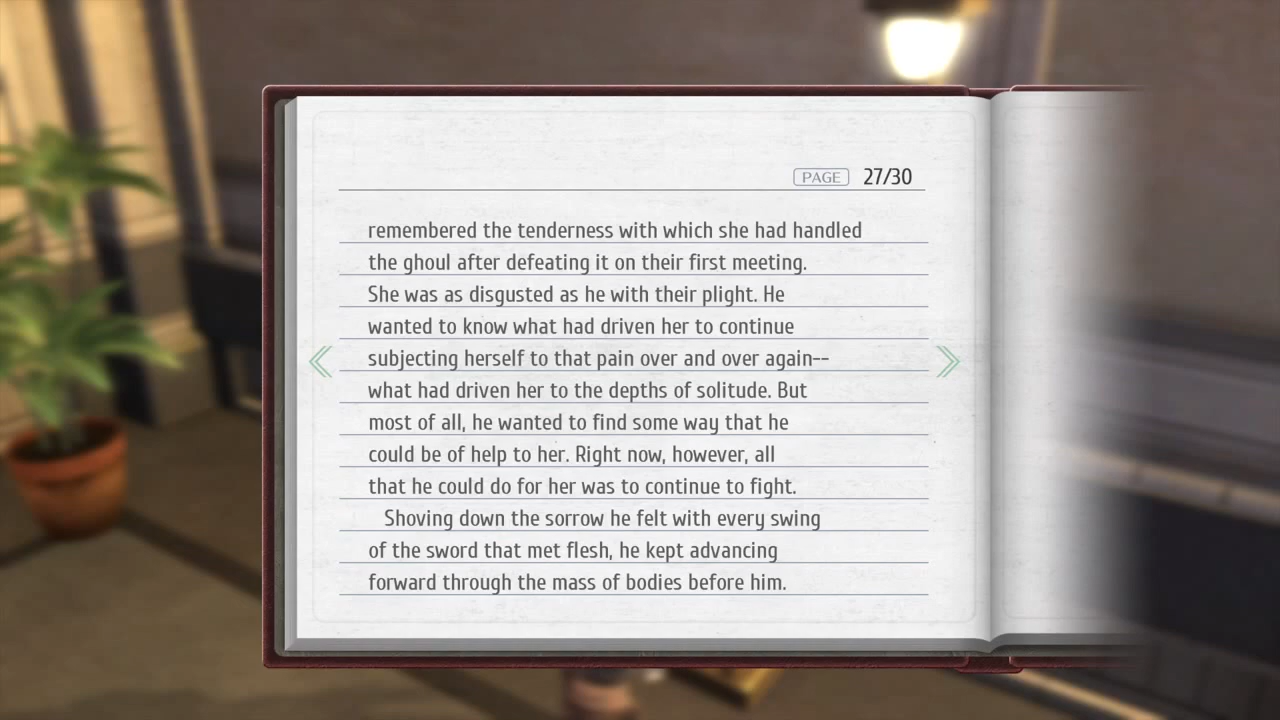 PAGE 27/30
remembered the tenderness with which she had handled
the ghoul after defeating it on their first meeting.
She was as disgusted as he with their plight. He
wanted to know what had driven her to continue
subjecting herself to that pain over and over again--
what had driven her to the depths of solitude. But
most of all, he wanted to find some way that he
could be of help to her. Right now, however, all
that he could do for her was to continue to fight.
Shoving down the sorrow he felt with every swing
of the sword that met flesh, he kept advancing
forward through the mass of bodies before him.